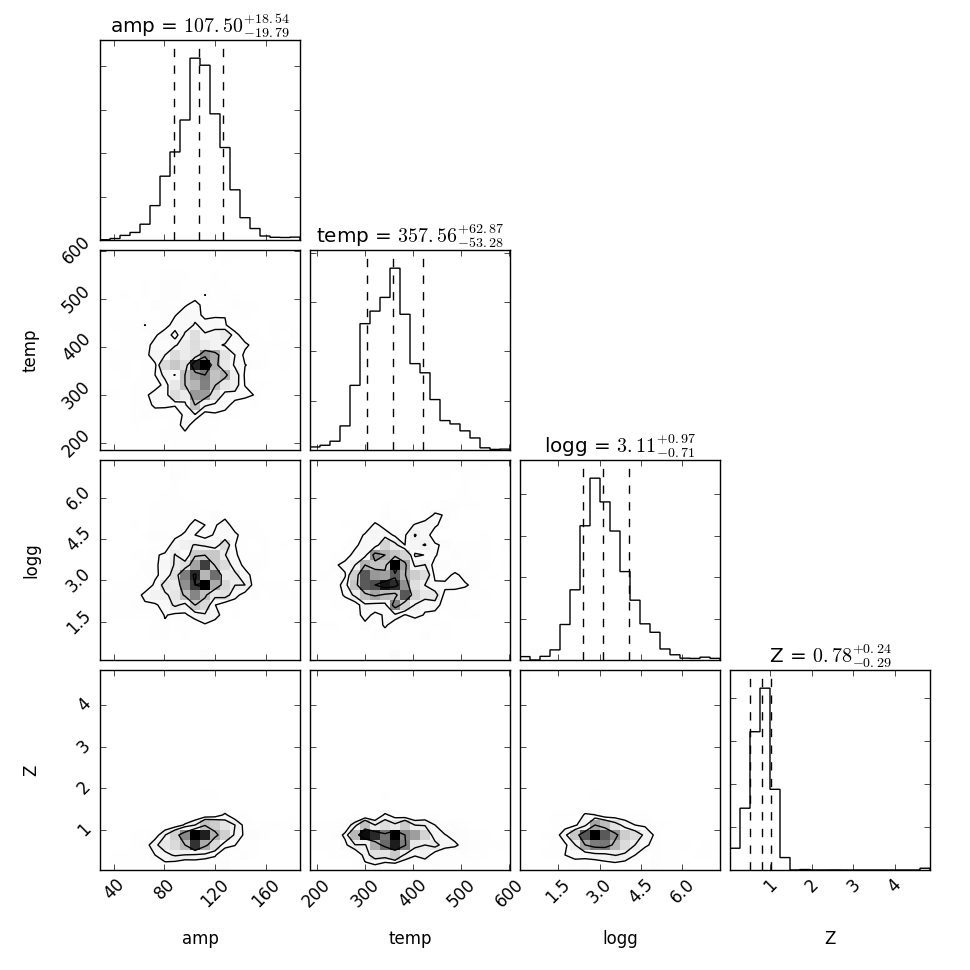 amp = 107.50 +18.54 -19.79
600
500
400
300
200
temp
temp = 357.56 +62.87 -53.28
6.0
4.5
3.0
1.5
logg
logg = 3.11 +0.97 -0.71
4
3
2
1
Z
Z = 0.78 +0.24 -0.29
40 80 120 160
200 300 400 500 600
1.5 3.0 4.5 6.0
1 2 3 4
amp temp logg Z